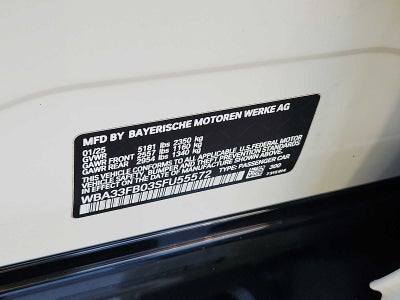 MFD BY BAYERISCHE MOTOREN WERKE AG
01/25
GVWR 5181 lbs 2350 kg
GAWR FRONT 2557 lbs 1160 kg
GAWR REAR 2954 lbs 1340 kg
THIS VEHICLE CONFORMS TO ALL APPLICABLE U.S. FEDERAL MOTOR
VEHICLE SAFETY,
THEFT PREVENTION STANDARDS IN EFFECT ON THE DATE OF
MANUFACTURE SHOWN ABOVE.
WBA33FB03SFU55572
TYPE: PASSENGER CAR
300